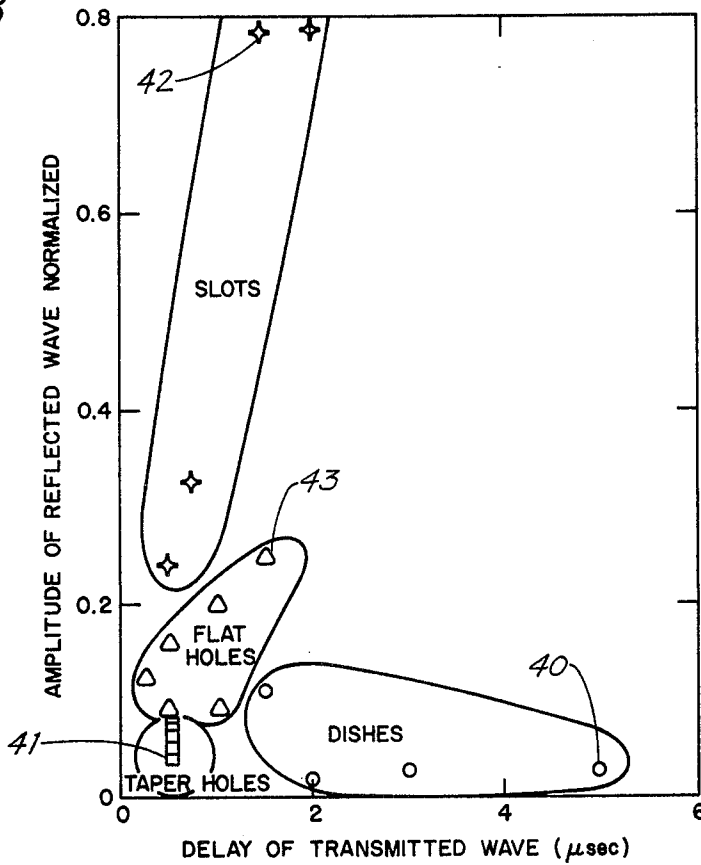 0.8
42
AMPLITUDE OF REFLECTED WAVE NORMALIZED
0.6
SLOTS
0.4
43
0.2
FLAT
HOLES
40
DISHES
41
TAPER HOLES
0
0 2 4 6
DELAY OF TRANSMITTED WAVE (μsec)